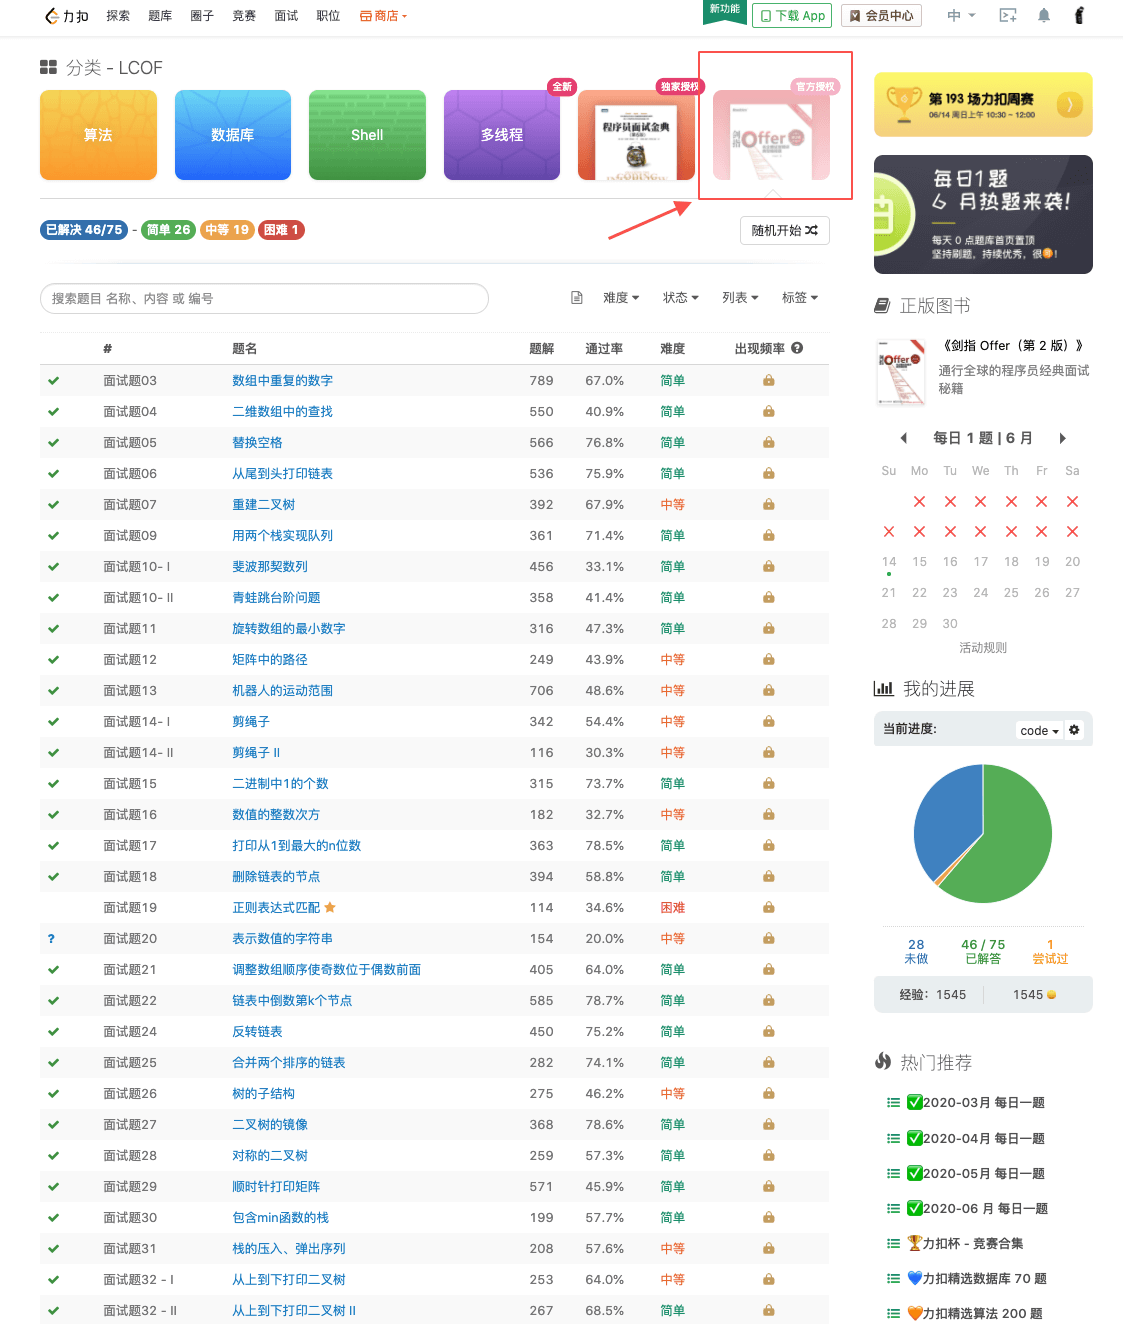 力扣 探索 题库 圈子 竞赛 面试 职位 商店 新功能 下载 App 会员中心 中
分类 - LCOF
全新 独家授权 官方授权
算法 数据库 Shell 多线程
程序员面试金典
剑指 Offer
第 193 场力扣周赛
06/14 周日上午 10:30 ~ 12:00
每日1题
6 月热题来袭!
每天 0 点题库首页置顶
坚持刷题，持续优秀，很
已解决 46/75 - 简单 26 中等 19 困难 1
随机开始
搜索题目 名称、内容 或 编号
难度 状态 列表 标签
# 题名 题解 通过率 难度 出现频率
面试题03 数组中重复的数字 789 67.0% 简单
面试题04 二维数组中的查找 550 40.9% 简单
面试题05 替换空格 566 76.8% 简单
面试题06 从尾到头打印链表 536 75.9% 简单
面试题07 重建二叉树 392 67.9% 中等
面试题09 用两个栈实现队列 361 71.4% 简单
面试题10- I 斐波那契数列 456 33.1% 简单
面试题10- II 青蛙跳台阶问题 358 41.4% 简单
面试题11 旋转数组的最小数字 316 47.3% 简单
面试题12 矩阵中的路径 249 43.9% 中等
面试题13 机器人的运动范围 706 48.6% 中等
面试题14- I 剪绳子 342 54.4% 中等
面试题14- II 剪绳子 II 116 30.3% 中等
面试题15 二进制中1的个数 315 73.7% 简单
面试题16 数值的整数次方 182 32.7% 中等
面试题17 打印从1到最大的n位数 363 78.5% 简单
面试题18 删除链表的节点 394 58.8% 简单
面试题19 正则表达式匹配 114 34.6% 困难
? 面试题20 表示数值的字符串 154 20.0% 中等
面试题21 调整数组顺序使奇数位于偶数前面 405 64.0% 简单
面试题22 链表中倒数第k个节点 585 78.7% 简单
面试题24 反转链表 450 75.2% 简单
面试题25 合并两个排序的链表 282 74.1% 简单
面试题26 树的子结构 275 46.2% 中等
面试题27 二叉树的镜像 368 78.6% 简单
面试题28 对称的二叉树 259 57.3% 简单
面试题29 顺时针打印矩阵 571 45.9% 简单
面试题30 包含min函数的栈 199 57.7% 简单
面试题31 栈的压入、弹出序列 208 57.6% 中等
面试题32 - I 从上到下打印二叉树 253 64.0% 中等
面试题32 - II 从上到下打印二叉树 II 267 68.5% 简单
正版图书
《剑指 Offer（第 2 版）》
通行全球的程序员经典面试
秘籍
每日 1 题 | 6 月
Su Mo Tu We Th Fr Sa
14 15 16 17 18 19 20
21 22 23 24 25 26 27
28 29 30
活动规则
我的进展
当前进度: code
28 46 / 75 1
未做 已解答 尝试过
经验：1545 1545
热门推荐
2020-03月 每日一题
2020-04月 每日一题
2020-05月 每日一题
2020-06 月 每日一题
力扣杯 - 竞赛合集
力扣精选数据库 70 题
力扣精选算法 200 题